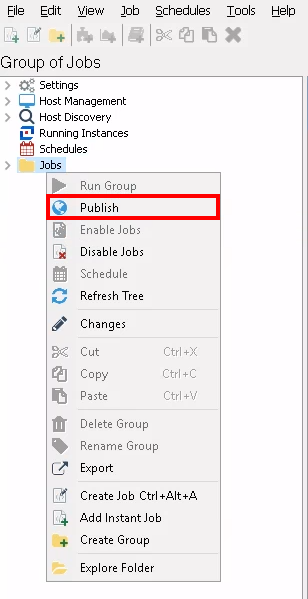 File Edit View Job Schedules Tools Help
Group of Jobs
Settings
Host Management
Host Discovery
Running Instances
Schedules
Jobs
Run Group
Publish
Enable Jobs
Disable Jobs
Schedule
Refresh Tree
Changes
Cut Ctrl+X
Copy Ctrl+C
Paste Ctrl+V
Delete Group
Rename Group
Export
Create Job Ctrl+Alt+A
Add Instant Job
Create Group
Explore Folder